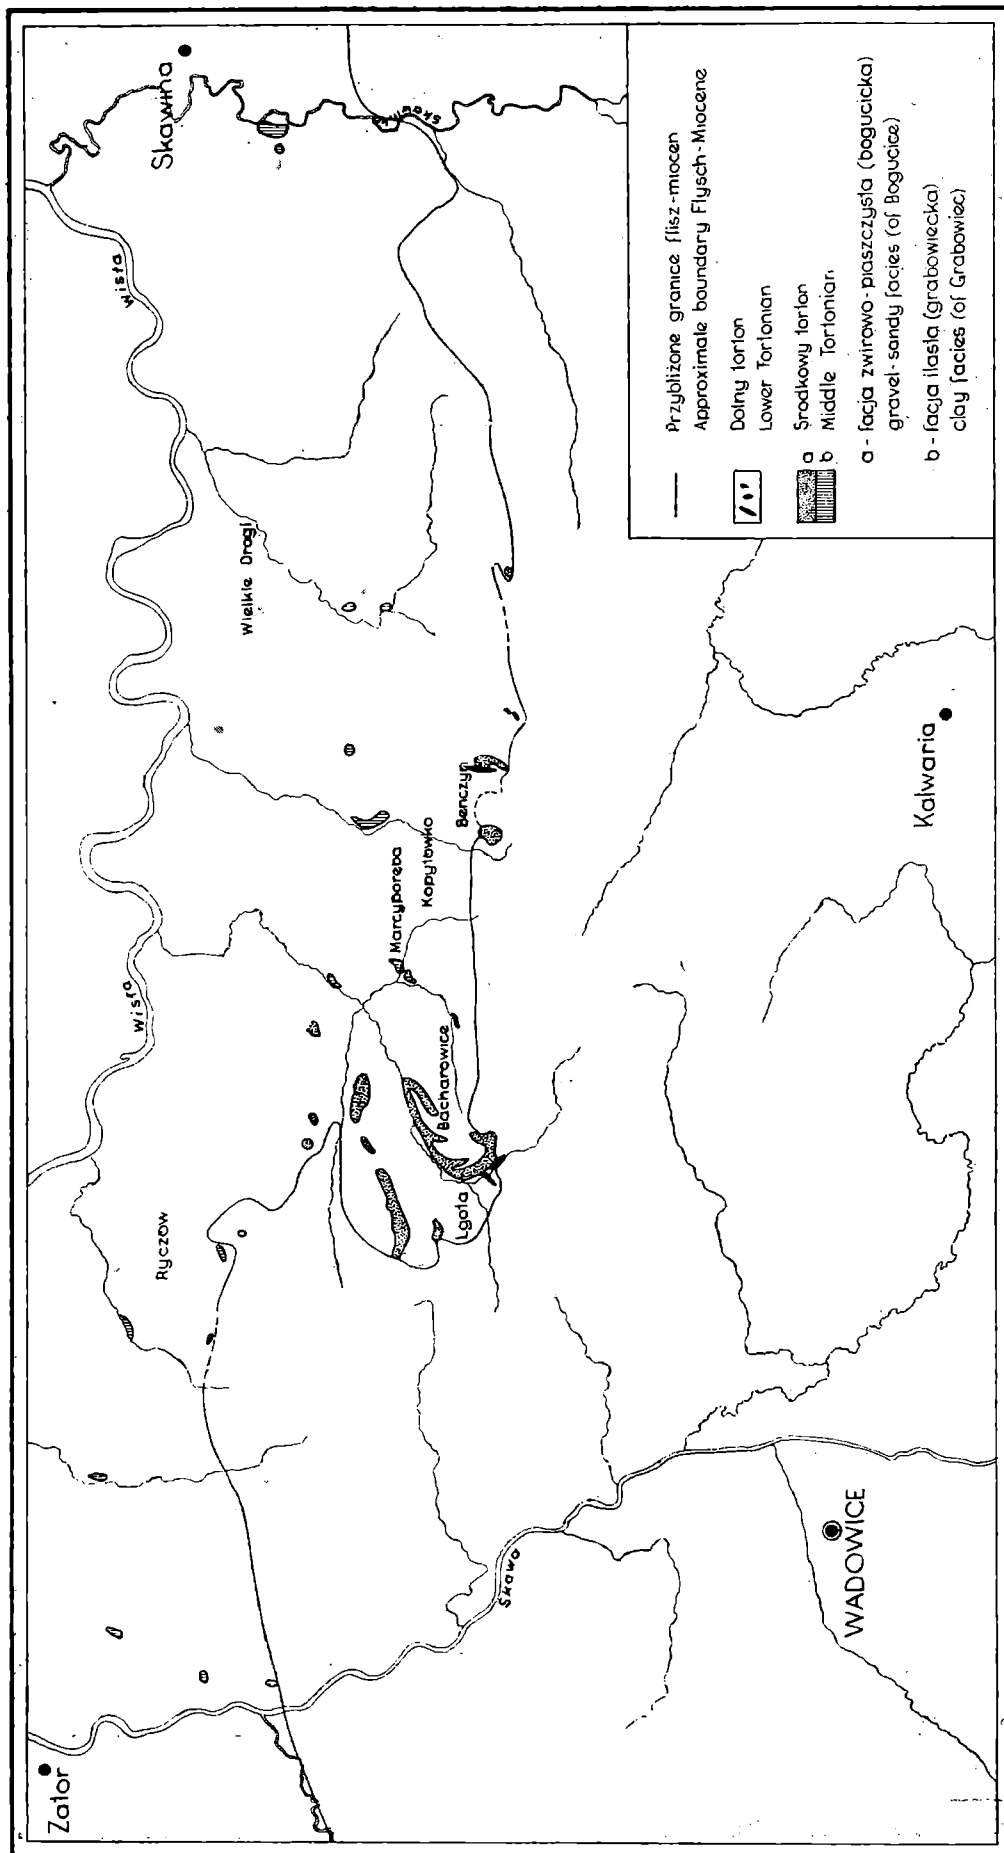 Zator
Skawina
Wisła
Wisła
Wielkie Drogi
Ryczów
Marcyporęba
Kopytówko
Benczyn
Bacharowice
Lgota
Skawa
WADOWICE
Kalwaria
Przybliżone granice flisz-miocen
Approximate boundary Flysch-Miocene
Dolny torton
Lower Tortonian
a Środkowy torton
b Middle Tortonian
a - facja żwirowo-piaszczysta (bogucicka)
gravel-sandy facies (of Bogucice)
b - facja ilasta (grabowiecka)
clay facies (of Grabowiec)